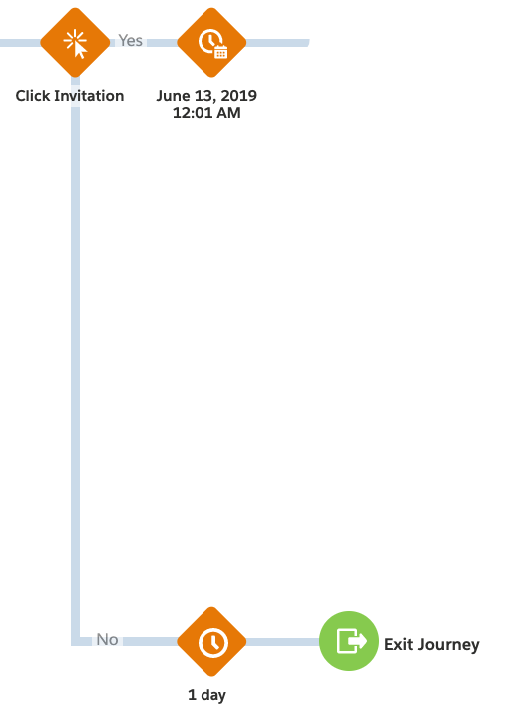 Yes
Click Invitation
June 13, 2019
12:01 AM
No
Exit Journey
1 day